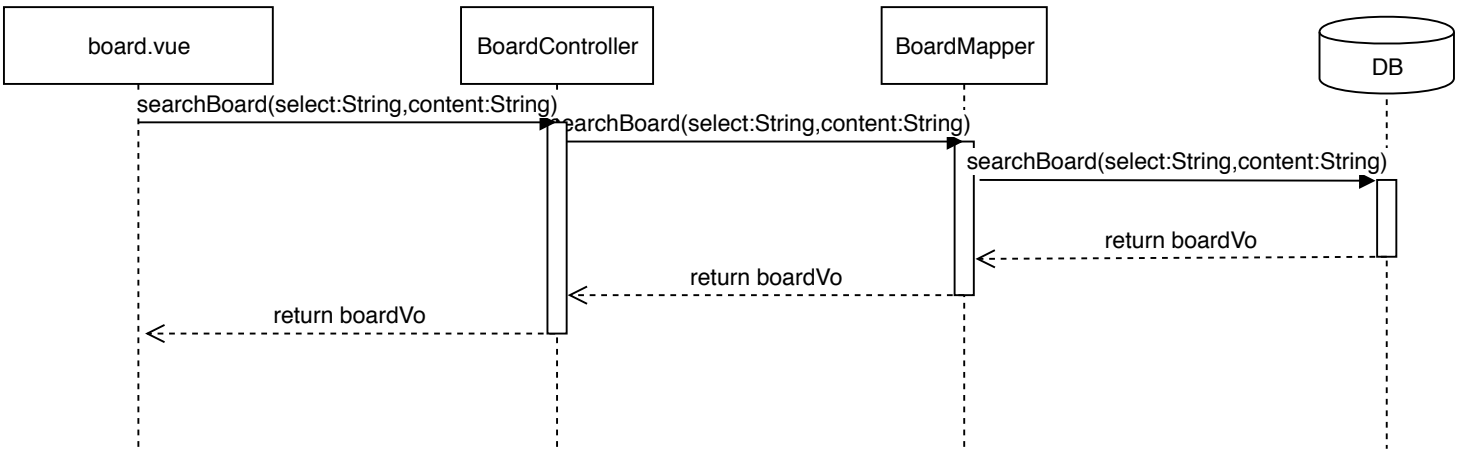 board.vue
BoardController
BoardMapper
DB
searchBoard(select:String,content:String)
searchBoard(select:String,content:String)
searchBoard(select:String,content:String)
return boardVo
return boardVo
return boardVo